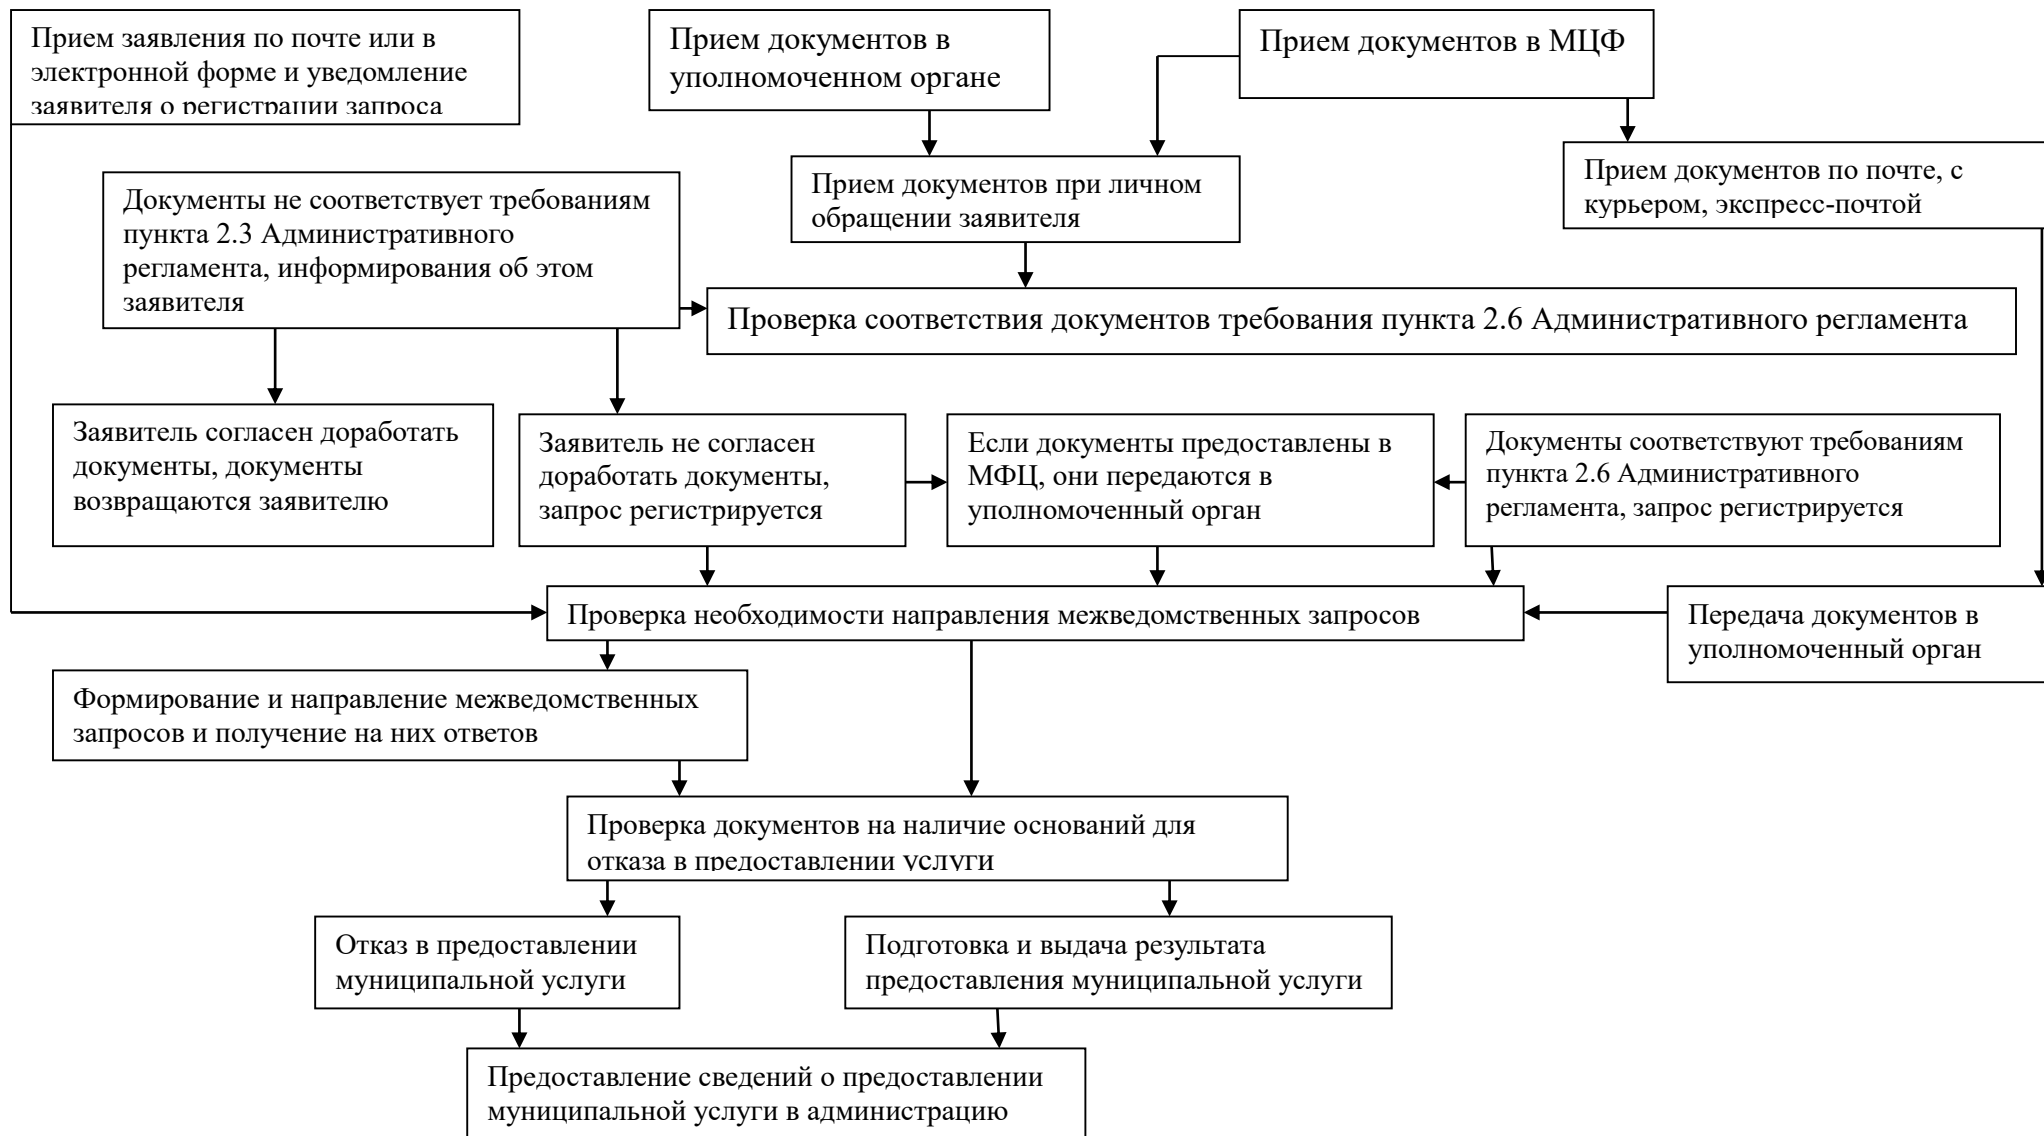 Прием заявления по почте или в
электронной форме и уведомление
заявителя о регистрации запроса
Прием документов в
уполномоченном органе
Прием документов в МЦФ
Прием документов при личном
обращении заявителя
Прием документов по почте, с
курьером, экспресс-почтой
Документы не соответствует требованиям
пункта 2.3 Административного
регламента, информирования об этом
заявителя
Проверка соответствия документов требования пункта 2.6 Административного регламента
Заявитель согласен доработать
документы, документы
возвращаются заявителю
Заявитель не согласен
доработать документы,
запрос регистрируется
Если документы предоставлены в
МФЦ, они передаются в
уполномоченный орган
Документы соответствуют требованиям
пункта 2.6 Административного
регламента, запрос регистрируется
Проверка необходимости направления межведомственных запросов
Передача документов в
уполномоченный орган
Формирование и направление межведомственных
запросов и получение на них ответов
Проверка документов на наличие оснований для
отказа в предоставлении услуги
Отказ в предоставлении
муниципальной услуги
Подготовка и выдача результата
предоставления муниципальной услуги
Предоставление сведений о предоставлении
муниципальной услуги в администрацию